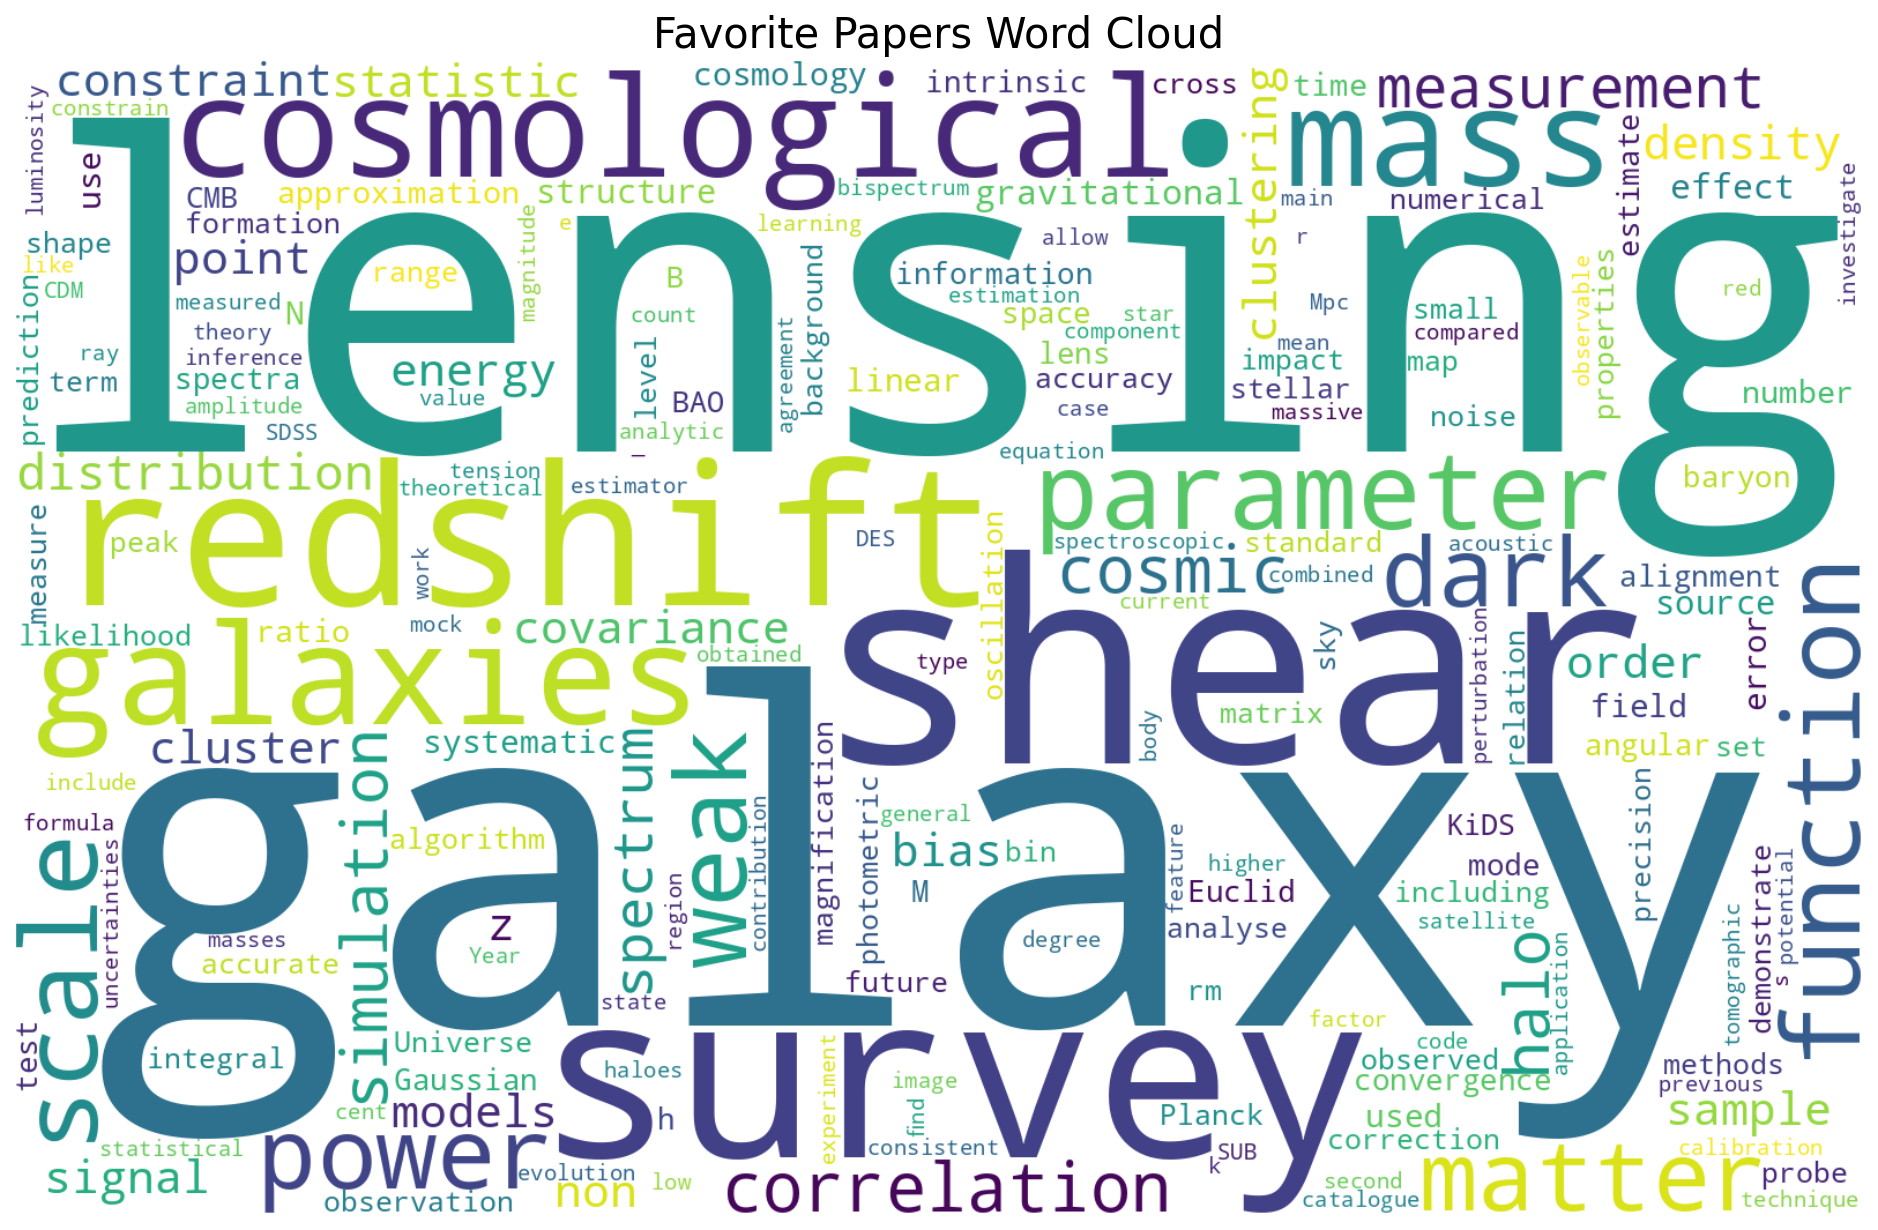 Favorite Papers Word Cloud
constraint
statistic
cosmology
intrinsic
cross
clustering
time
measurement
luminosity
constrain
cosmological
mass
density
use
CMB
approximation
structure
bispectrum
gravitational
main
numerical
estimate
effect
investigate
formation
magnitude
e
learning
allow
r
shape
point
like
CDM
range
B
background
information
estimation
Mpc
observable
properties
red
prediction
measured
N
theory
count
space
star
component
small
compared
lensing
ray
inference
term
spectra
energy
level
agreement
linear
lens
accuracy
mean
impact
map
stellar
number
amplitude
value
BAO
case
massive
noise
SDSS
analytic
equation
distribution
tension
theoretical
estimator
parameter
baryon
redshift
measure
peak
work
DES
oscillation
spectroscopic
standard
acoustic
cosmic
combined
dark
alignment
current
source
function
likelihood
ratio
mock
covariance
obtained
shear
type
sky
perturbation
relation
order
error
galaxies
matrix
field
cluster
systematic
body
angular
set
include
simulation
spectrum
weak
magnification
photometric
general
KiDS
precision
formula
scale
uncertainties
algorithm
contribution
bias
bin
feature
higher
mode
demonstrate
potential
galaxy
M
Euclid
including
satellite
region
z
masses
accurate
Year
degree
analyse
halo
application
tomographic
s
state
future
rm
factor
test
integral
Universe
survey
code
observed
methods
Gaussian
haloes
experiment
image
convergence
previous
cent
models
h
find
Planck
used
sample
statistical
power
consistent
correction
calibration
signal
evolution
k
SUB
observation
non
low
correlation
second
catalogue
matter
probe
technique